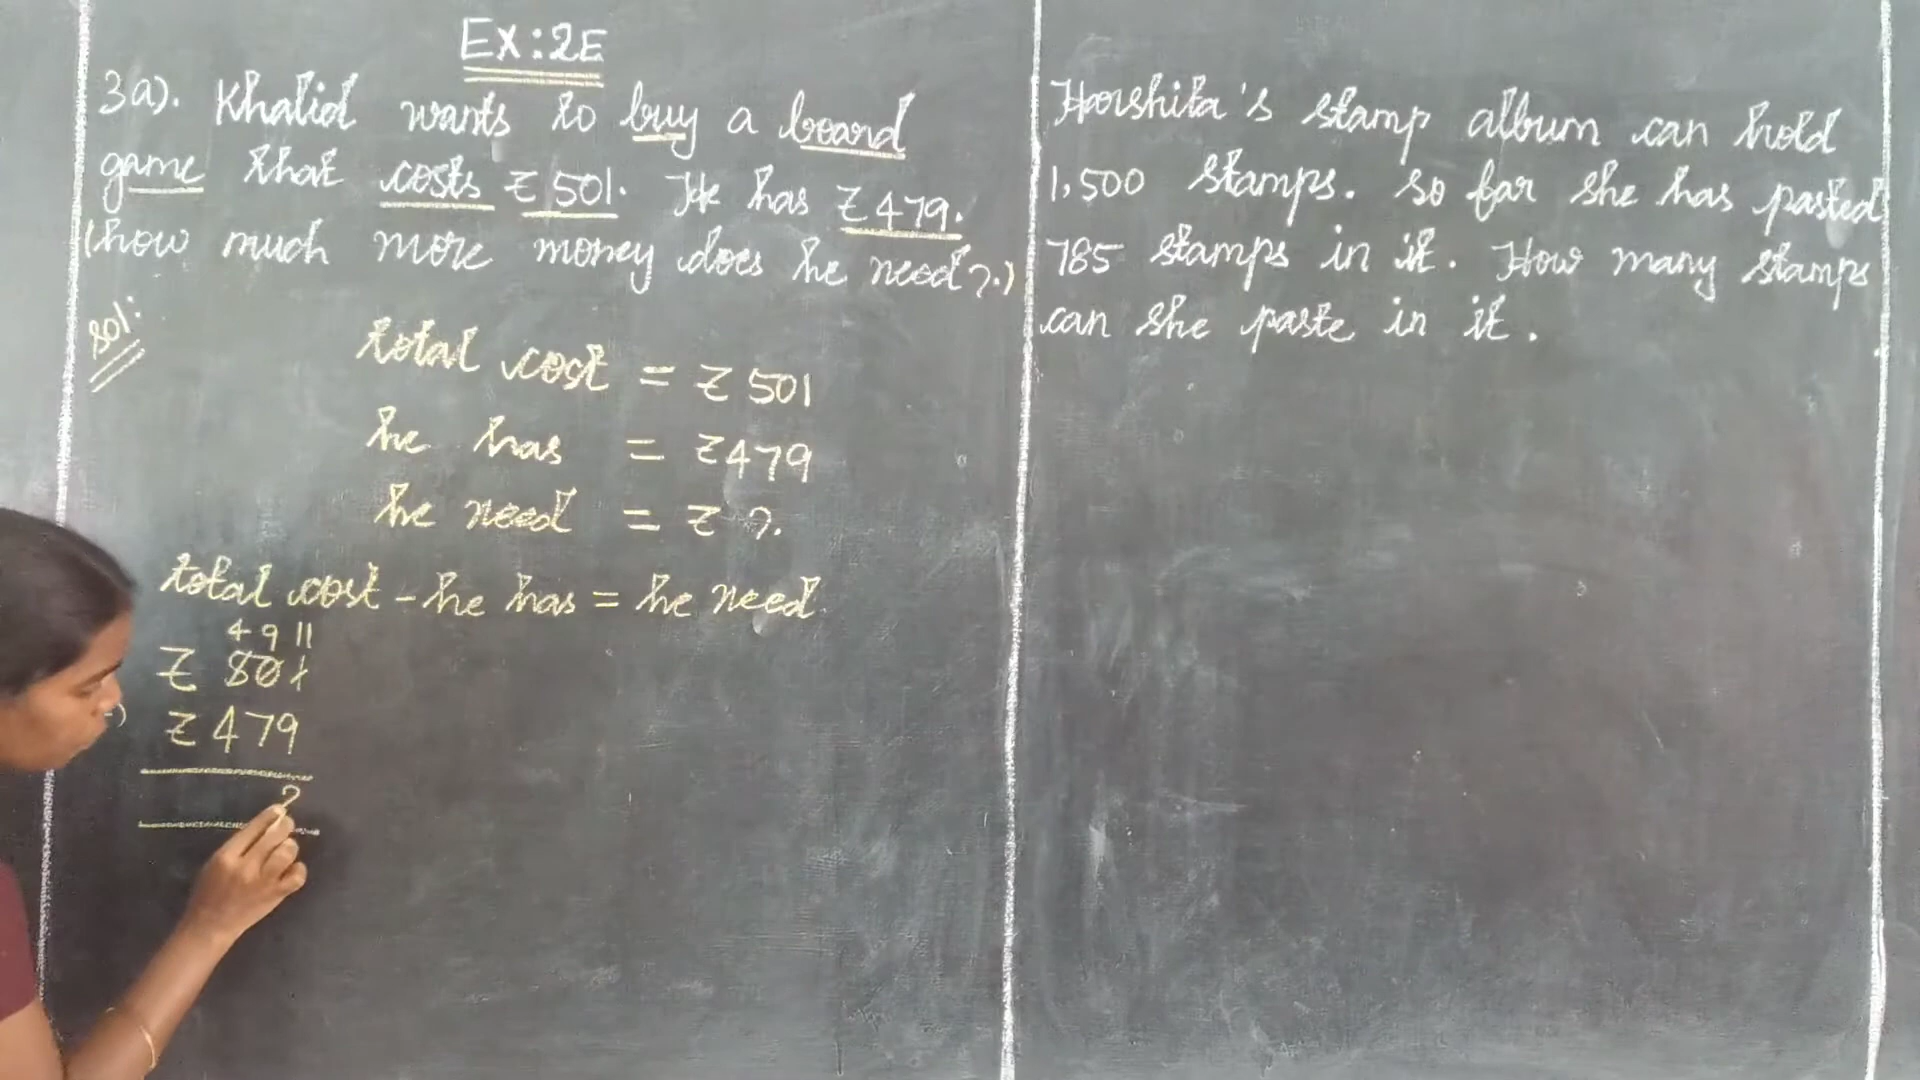 Ex:2E
3a). Khalid wants to buy a board
game that costs ₹501. He has ₹479.
how much more money does he need?.)
Sol:
total cost = ₹501
he has = ₹479
he need = ₹ ?.
total cost - he has = he need
4 9 11
₹ 501
-) ₹479
2
Harshita's stamp album can hold
1,500 stamps. So far she has pasted
785 stamps in it. How many stamps
can she paste in it.